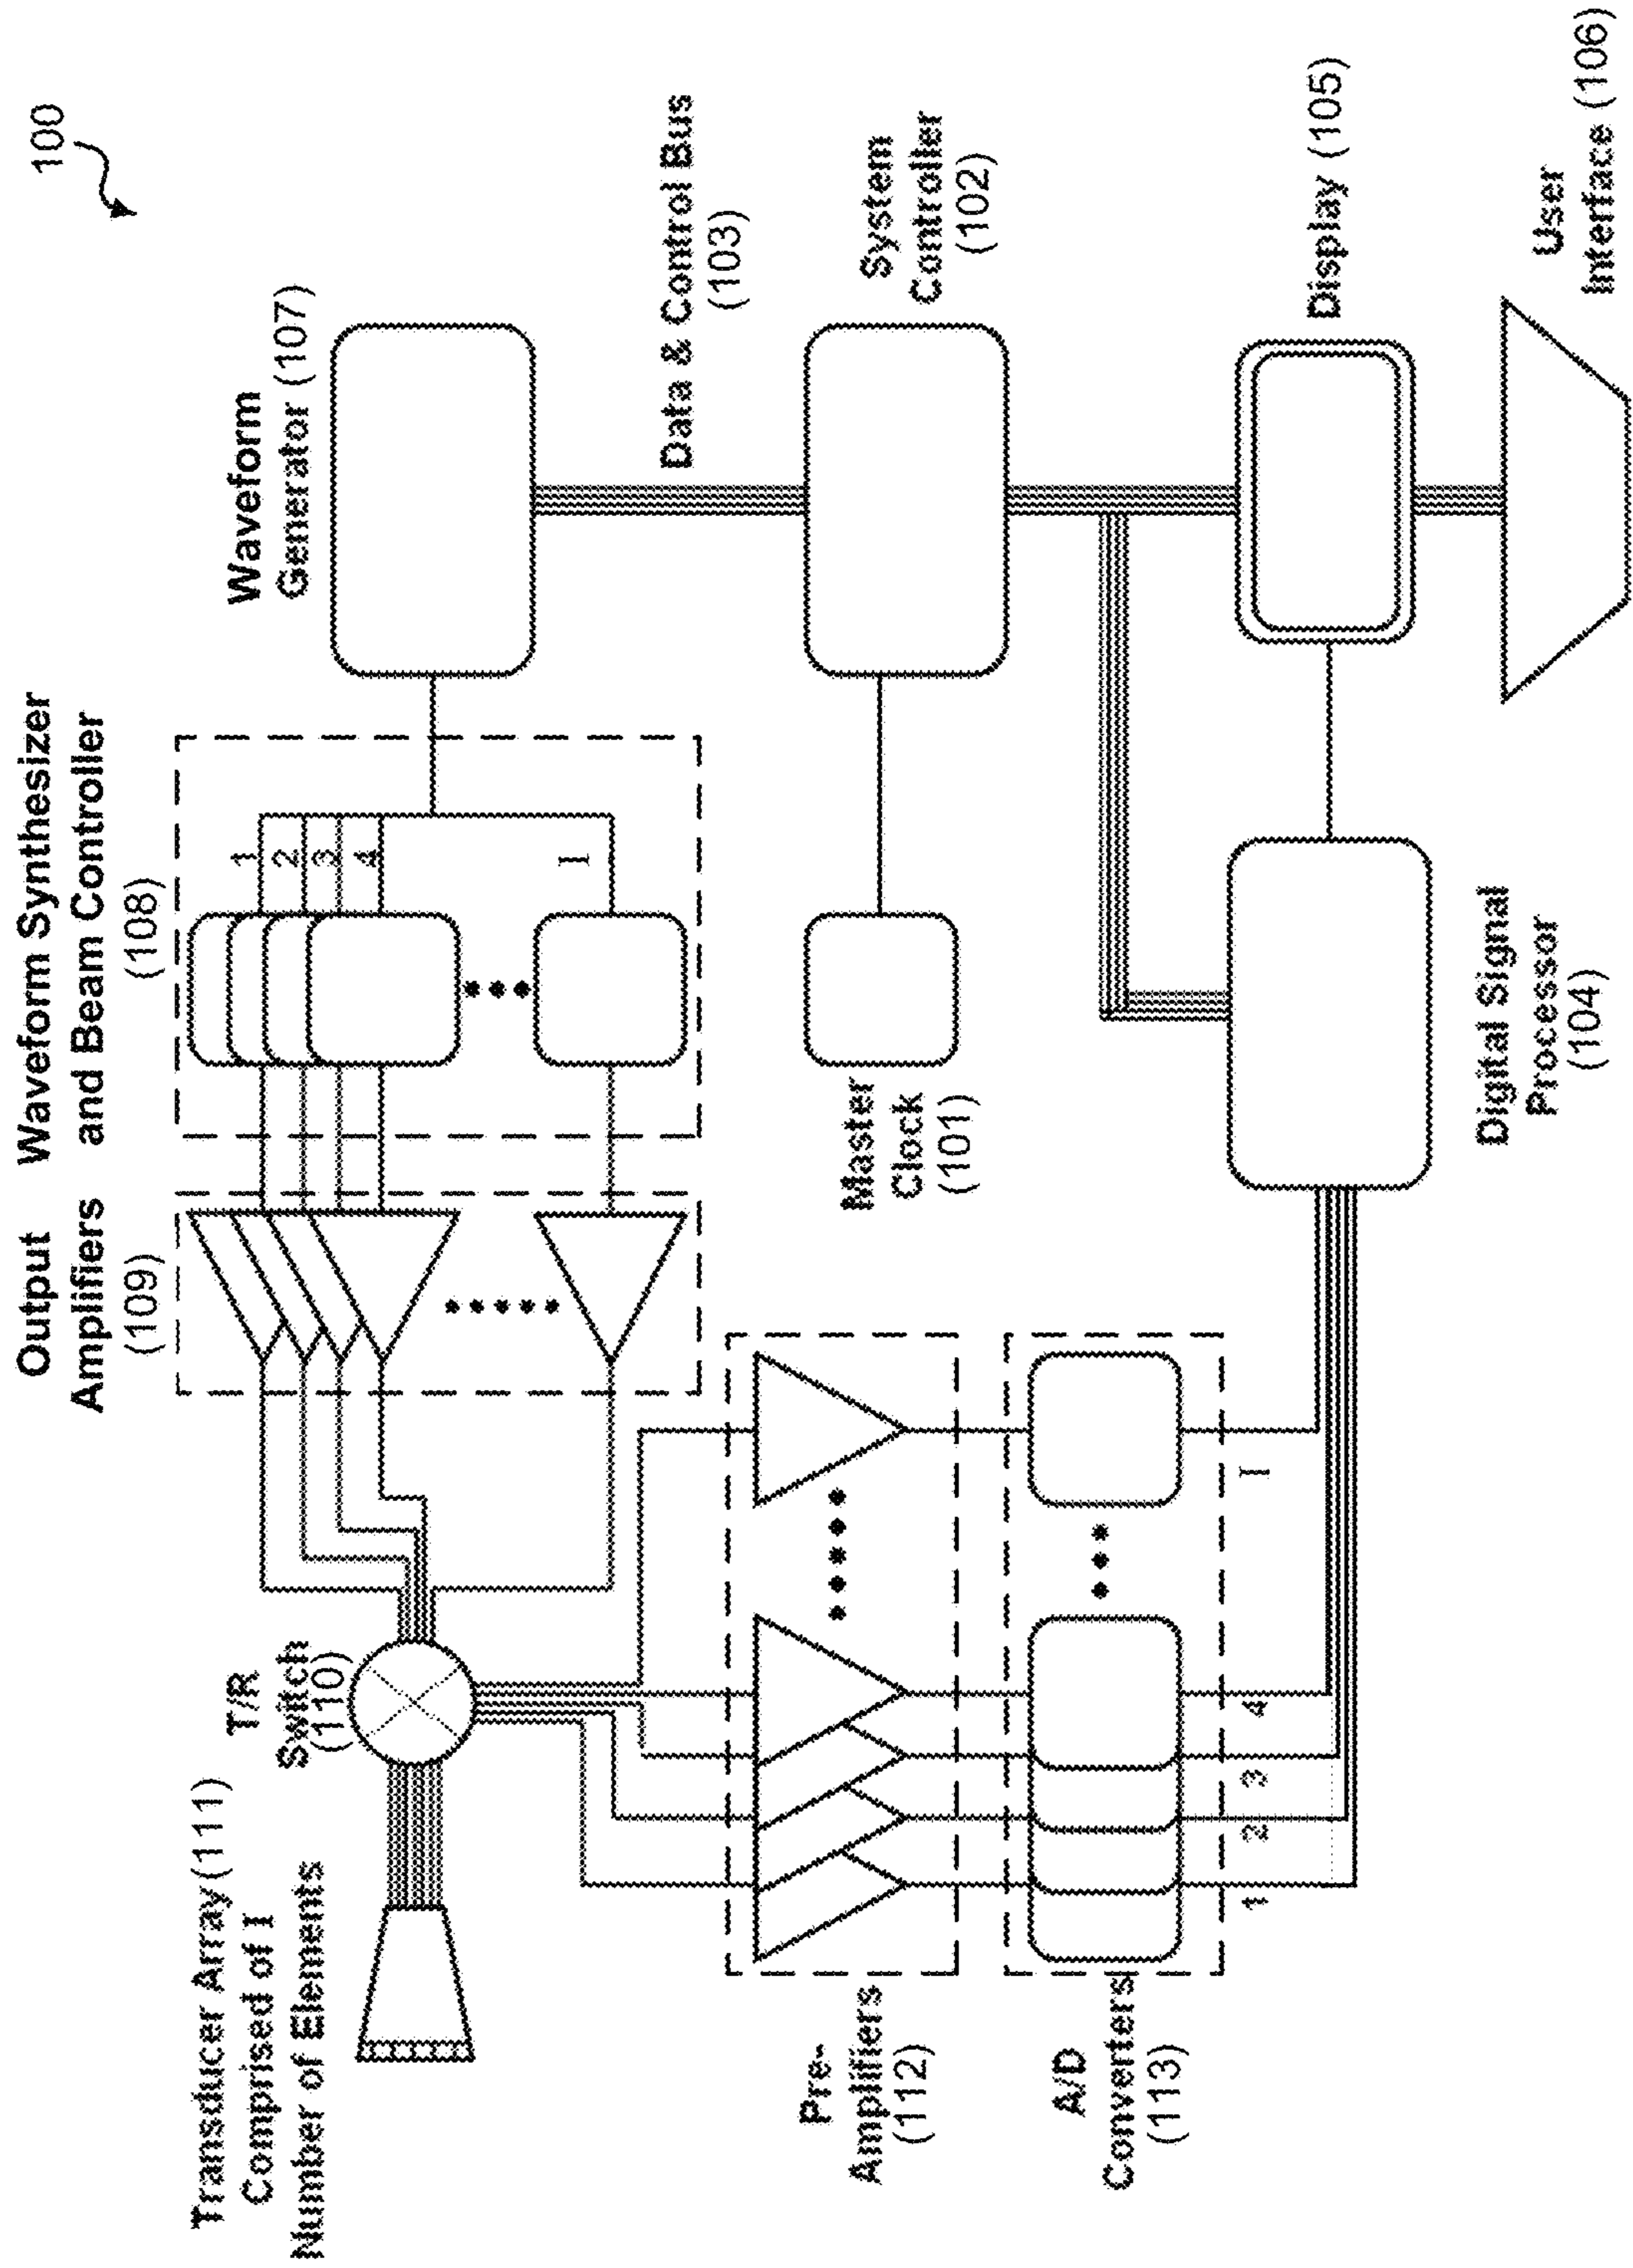 100
Transducer Array (111)
Comprised of I
Number of Elements
T/R
Switch
(110)
Output
Amplifiers
(109)
Waveform Synthesizer
and Beam Controller
(108)
1
2
3
4
I
Waveform
Generator (107)
Data & Control Bus
(103)
Pre-
Amplifiers
(112)
Master
Clock
(101)
System
Controller
(102)
A/D
Converters
(113)
1
2
3
4
I
Digital Signal
Processor
(104)
Display (105)
User
Interface (106)